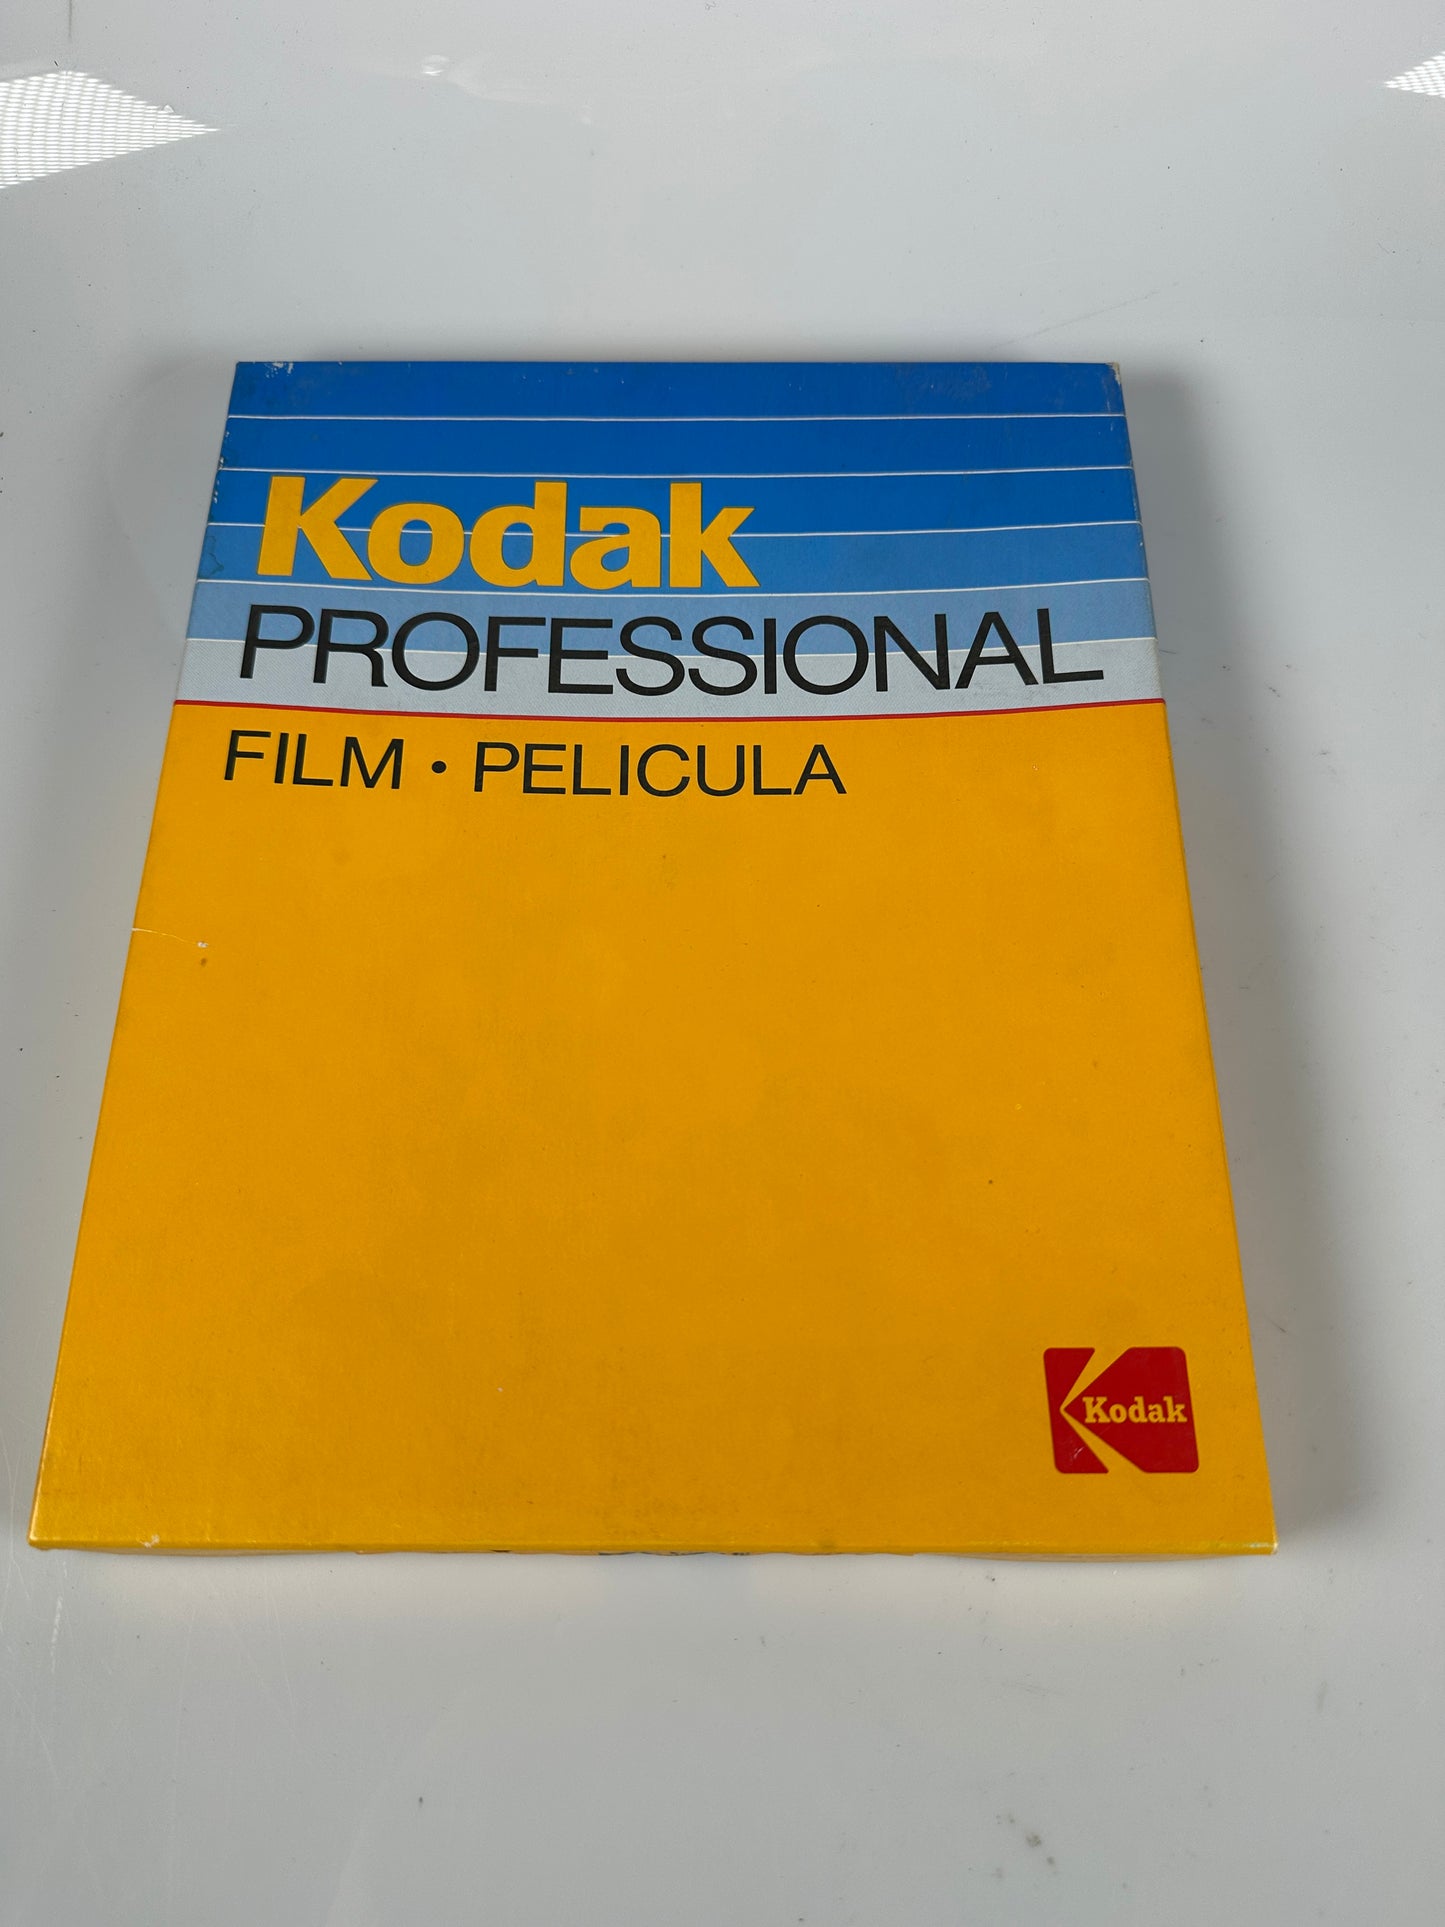 Kodak
PROFESSIONAL
FILM • PELICULA
Kodak